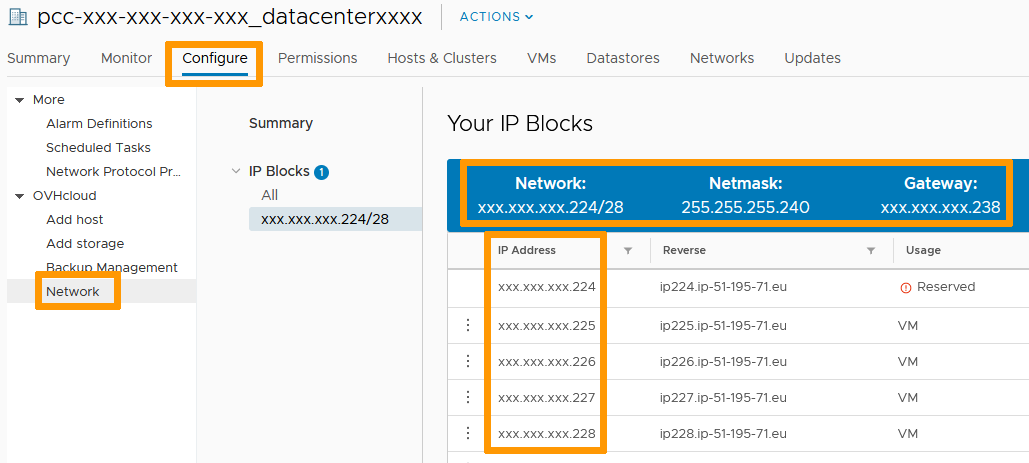 pcc-xxx-xxx-xxx-xxx_datacenterxxxx ACTIONS
Summary Monitor Configure Permissions Hosts & Clusters VMs Datastores Networks Updates
More
Alarm Definitions
Scheduled Tasks
Network Protocol Pr...
OVHcloud
Add host
Add storage
Backup Management
Network
Summary
IP Blocks 1
All
xxx.xxx.xxx.224/28
Your IP Blocks
Network: Netmask: Gateway:
xxx.xxx.xxx.224/28 255.255.255.240 xxx.xxx.xxx.238
IP Address Reverse Usage
xxx.xxx.xxx.224 ip224.ip-51-195-71.eu Reserved
xxx.xxx.xxx.225 ip225.ip-51-195-71.eu VM
xxx.xxx.xxx.226 ip226.ip-51-195-71.eu VM
xxx.xxx.xxx.227 ip227.ip-51-195-71.eu VM
xxx.xxx.xxx.228 ip228.ip-51-195-71.eu VM